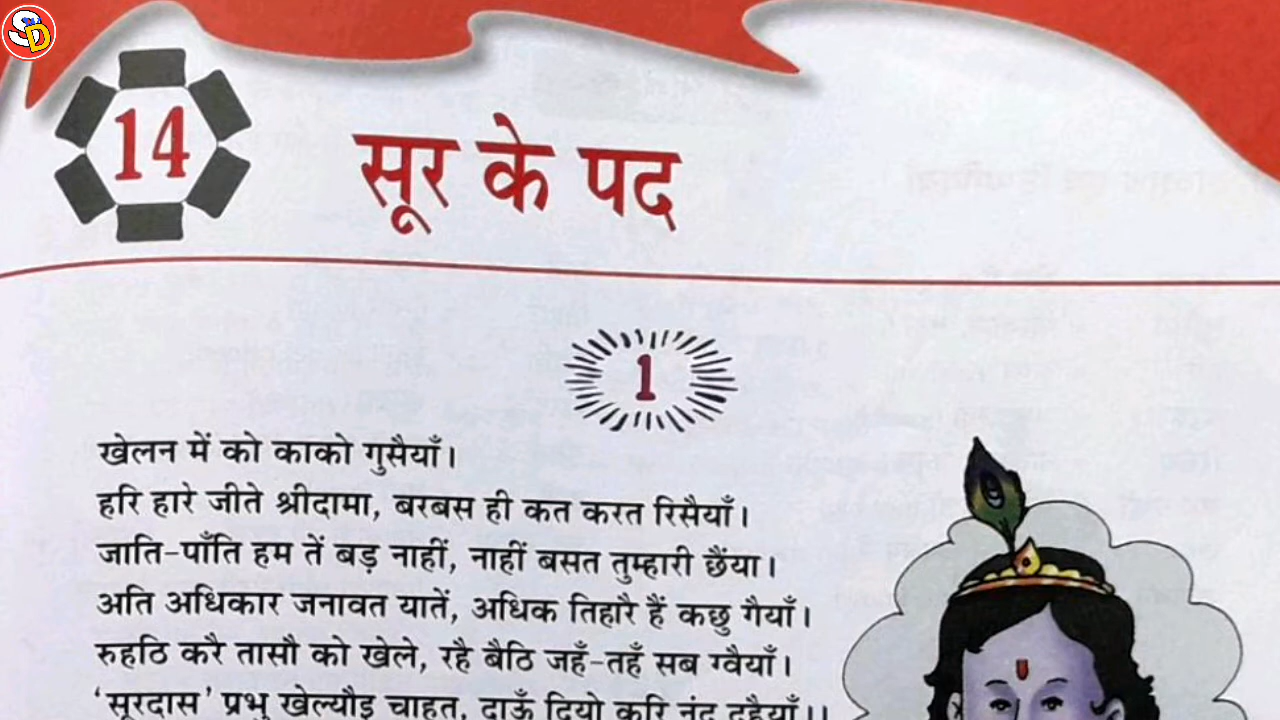 SD
14
सूर के पद
1
खेलन में को काको गुसैयाँ।
हरि हारे जीते श्रीदामा, बरबस ही कत करत रिसैयाँ।
जाति-पाँति हम तें बड़ नाहीं, नाहीं बसत तुम्हारी छैंया।
अति अधिकार जनावत यातें, अधिक तिहारै हैं कछु गैयाँ।
रुहठि करै तासौ को खेले, रहै बैठि जहँ-तहँ सब ग्वैयाँ।
'सूरदास' प्रभु खेल्यौइ चाहत, दाऊँ दियो करि नंद दुहैयाँ।।